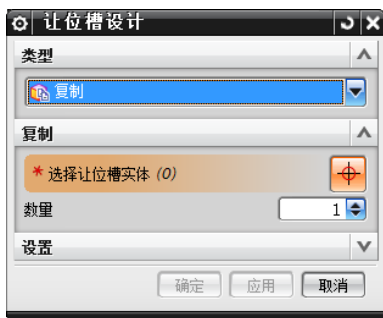 让位槽设计
类型
复制
复制
* 选择让位槽实体 (0)
数量
1
设置
确定 应用 取消